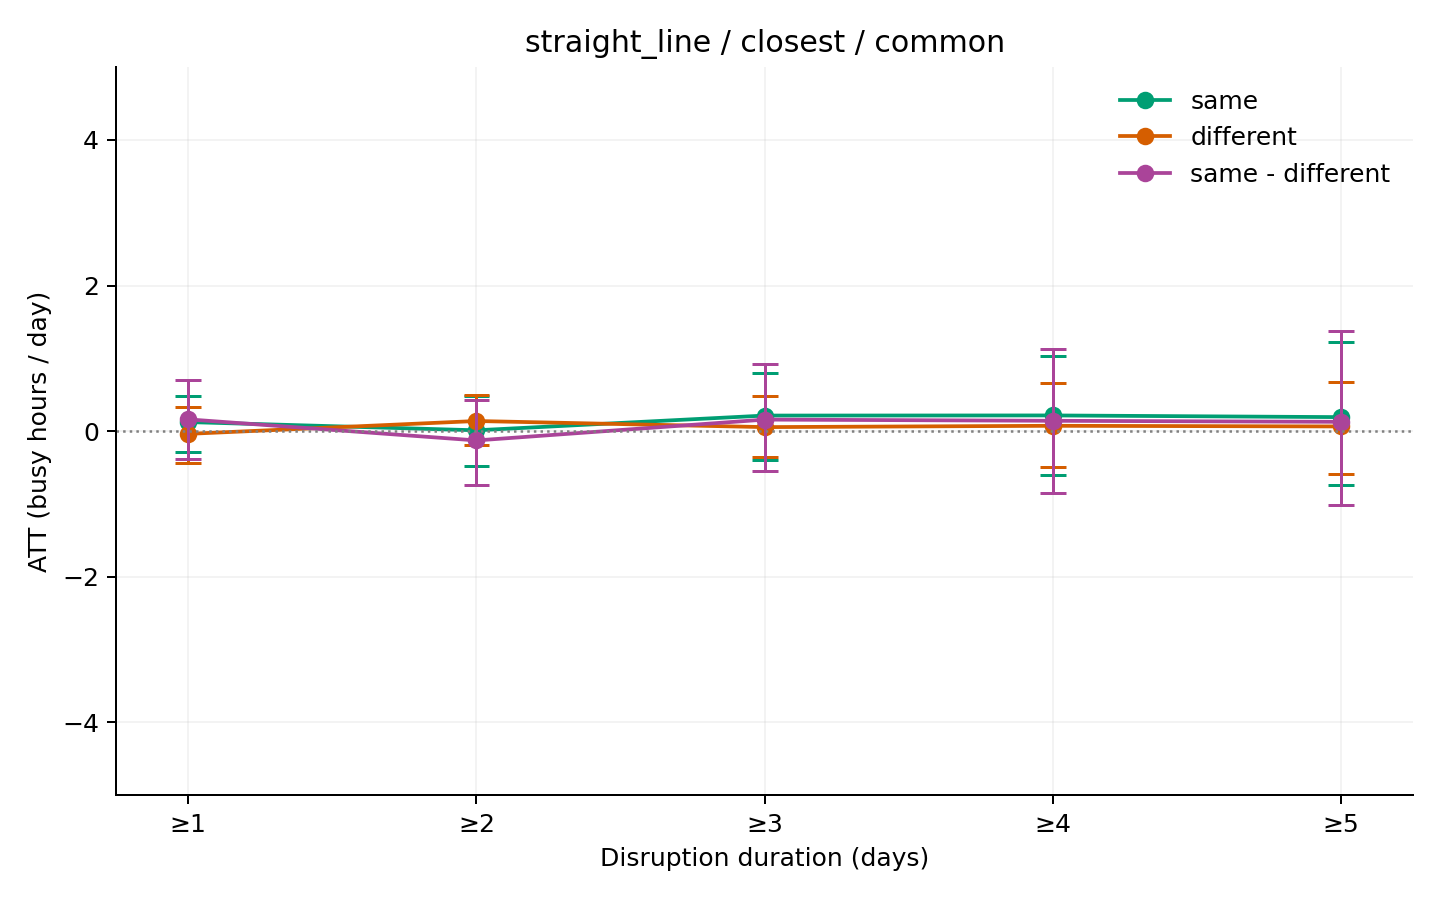 straight_line / closest / common
same
different
same - different
ATT (busy hours / day)
4
2
0
−2
−4
≥1
≥2
≥3
≥4
≥5
Disruption duration (days)